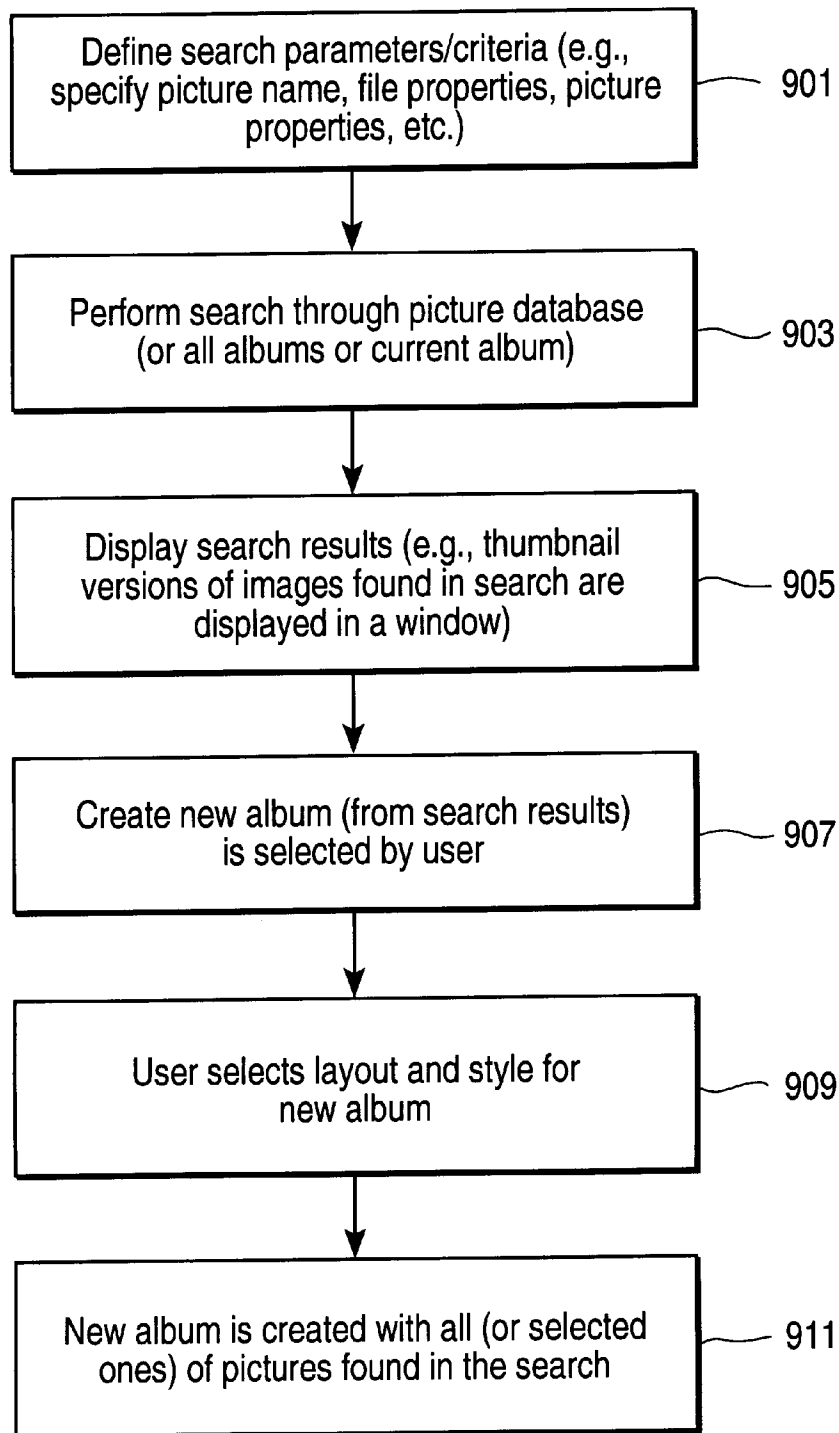 Define search parameters/criteria (e.g.,
specify picture name, file properties, picture
properties, etc.)
901
Perform search through picture database
(or all albums or current album)
903
Display search results (e.g., thumbnail
versions of images found in search are
displayed in a window)
905
Create new album (from search results)
is selected by user
907
User selects layout and style for
new album
909
New album is created with all (or selected
ones) of pictures found in the search
911